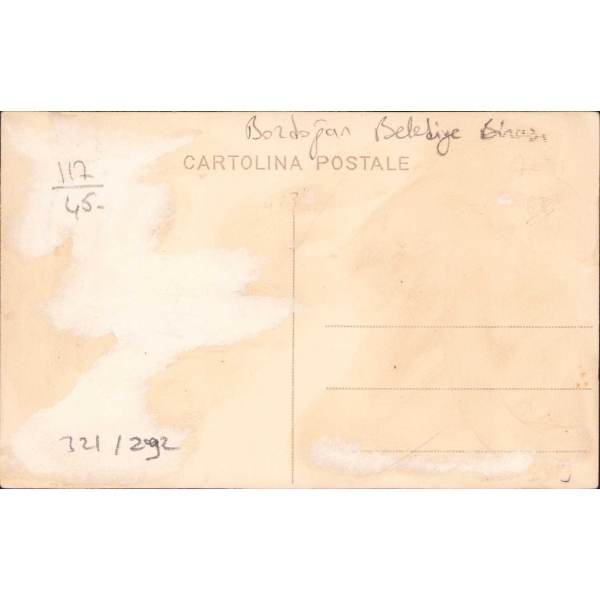 Bozdoğan Belediye Binası
CARTOLINA POSTALE
117
45-
321/292